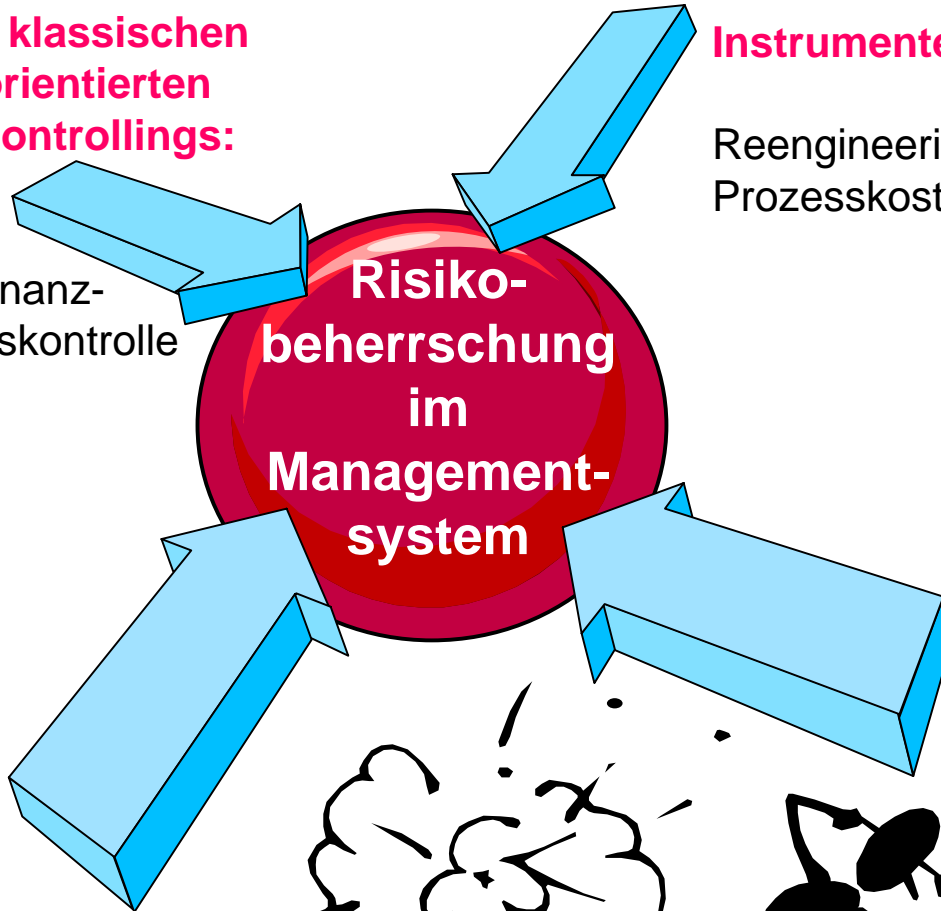 klassischen
orientierten
ontrollings:
nanz-
skontrolle
Instrumente
Reengineeri
Prozesskost
Risiko-
beherrschung
im
Management-
system